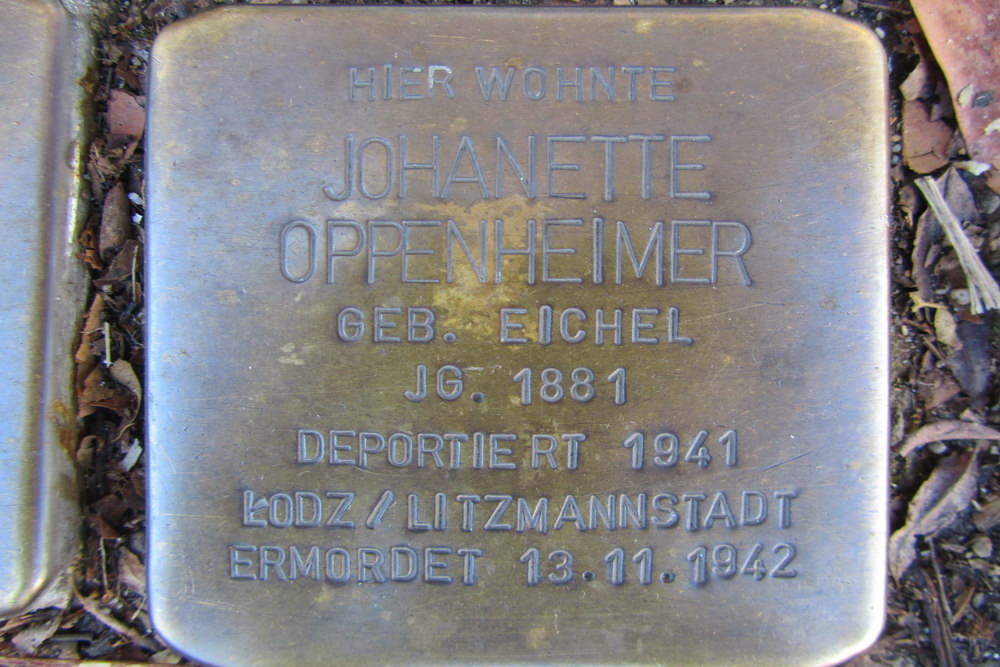 HIER WOHNTE
JOHANETTE
OPPENHEIMER
GEB. EICHEL
JG. 1881
DEPORTIERT 1941
ŁODZ/LITZMANNSTADT
ERMORDET 13.11.1942